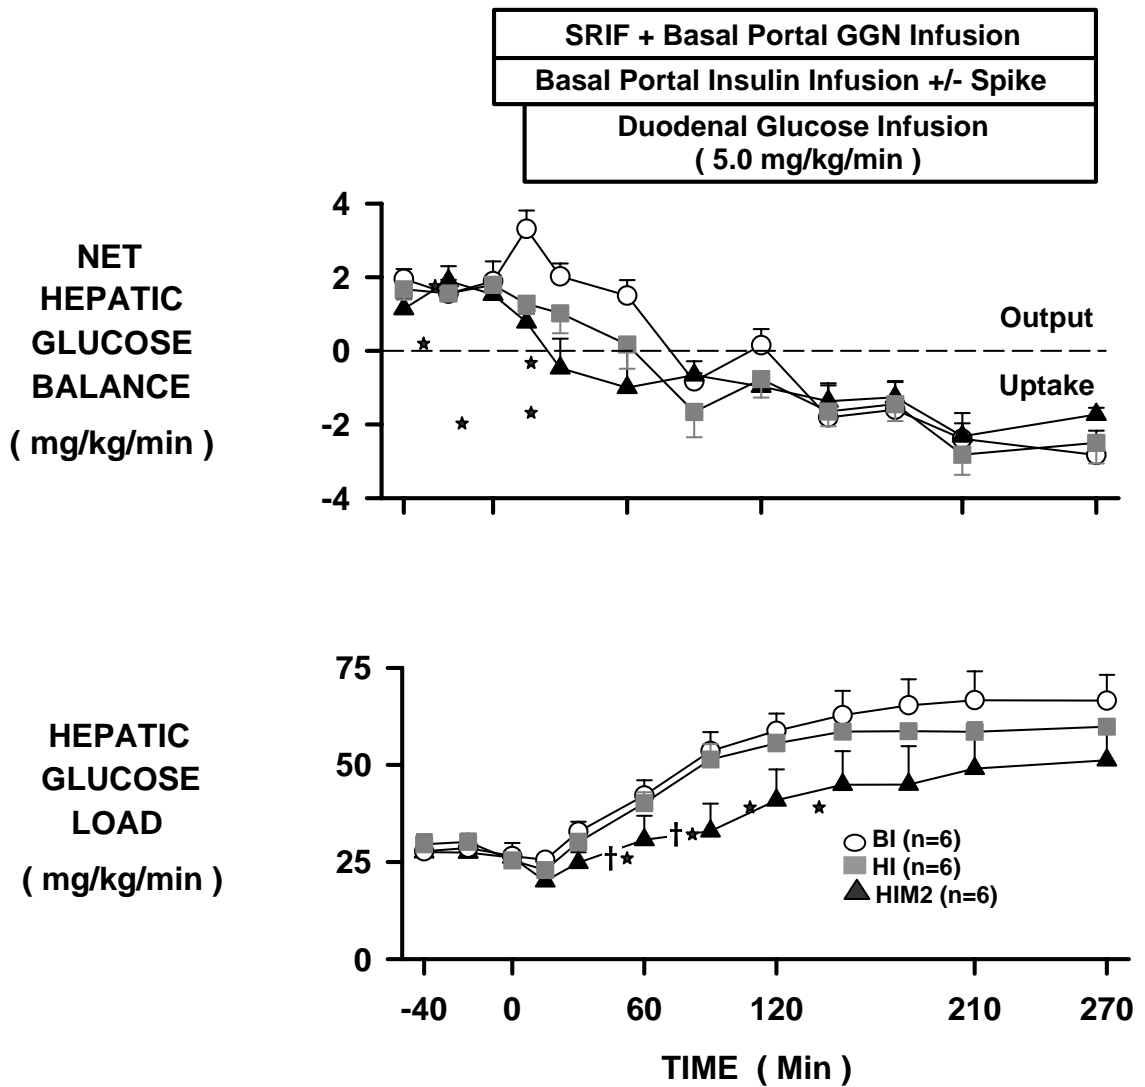 SRIF + Basal Portal GGN Infusion
Basal Portal Insulin Infusion +/- Spike
Duodenal Glucose Infusion
( 5.0 mg/kg/min )
NET
HEPATIC
GLUCOSE
BALANCE
( mg/kg/min )
4
2
0
-2
-4
Output
Uptake
HEPATIC
GLUCOSE
LOAD
( mg/kg/min )
75
50
25
0
†
†
BI (n=6)
HI (n=6)
HIM2 (n=6)
-40 0 60 120 210 270
TIME ( Min )